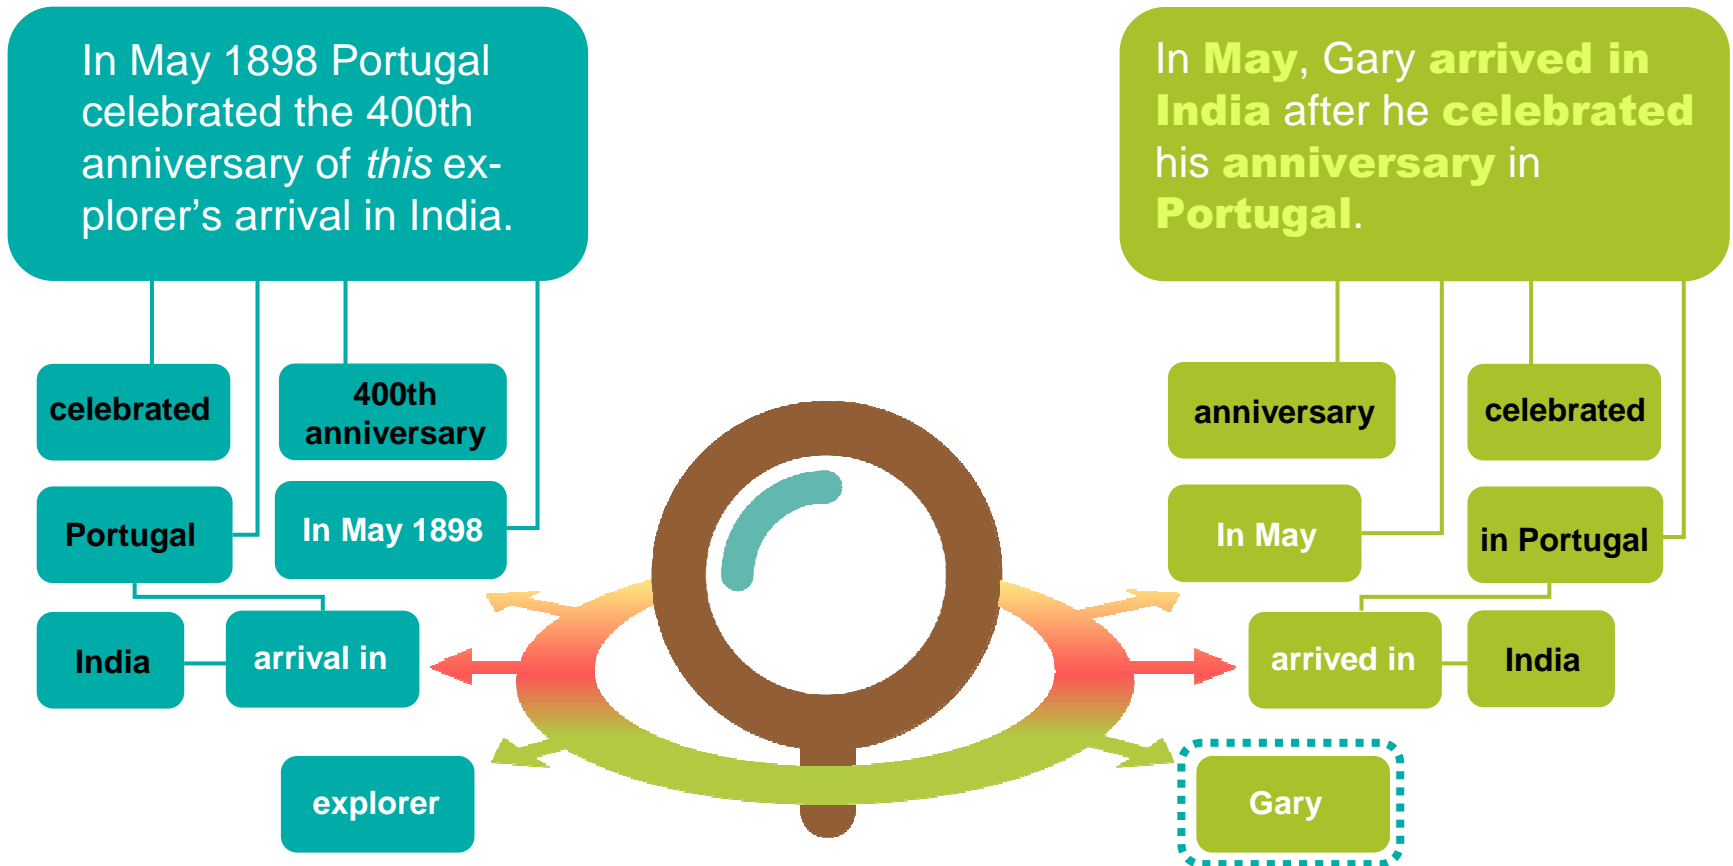 In May 1898 Portugal
celebrated the 400th
anniversary of this ex-
plorer’s arrival in India.
In May, Gary arrived in
India after he celebrated
his anniversary in
Portugal.
celebrated
400th
anniversary
Portugal
In May 1898
India
arrival in
explorer
anniversary
celebrated
In May
in Portugal
arrived in
India
Gary